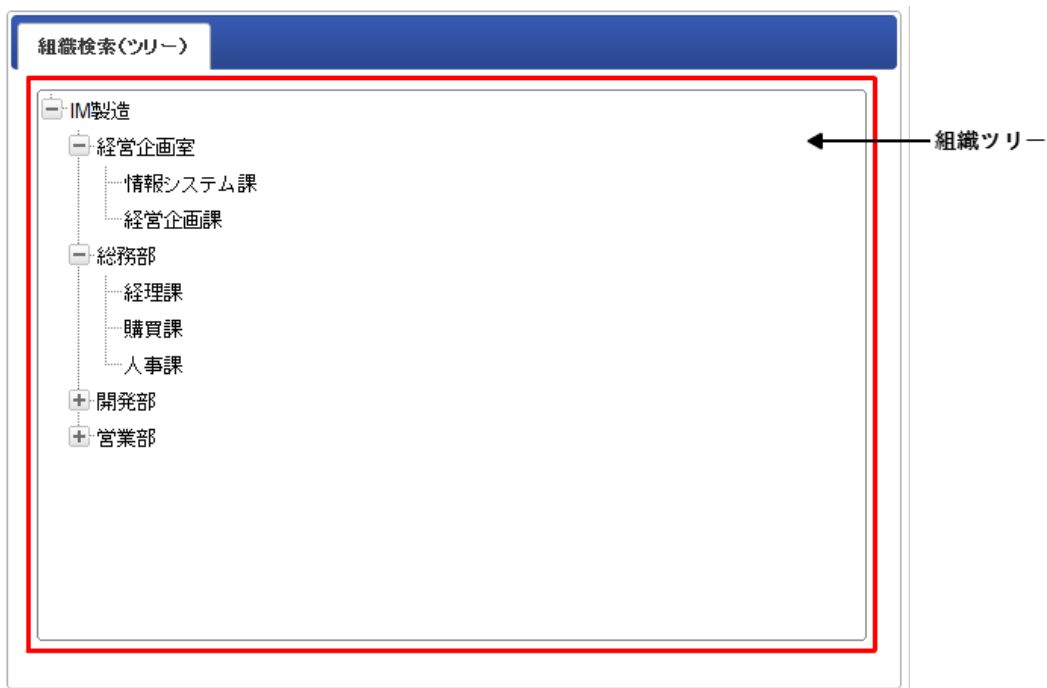 組織検索(ツリー)
IM製造
経営企画室
組織ツリー
情報システム課
経営企画課
総務部
経理課
購買課
人事課
開発部
営業部